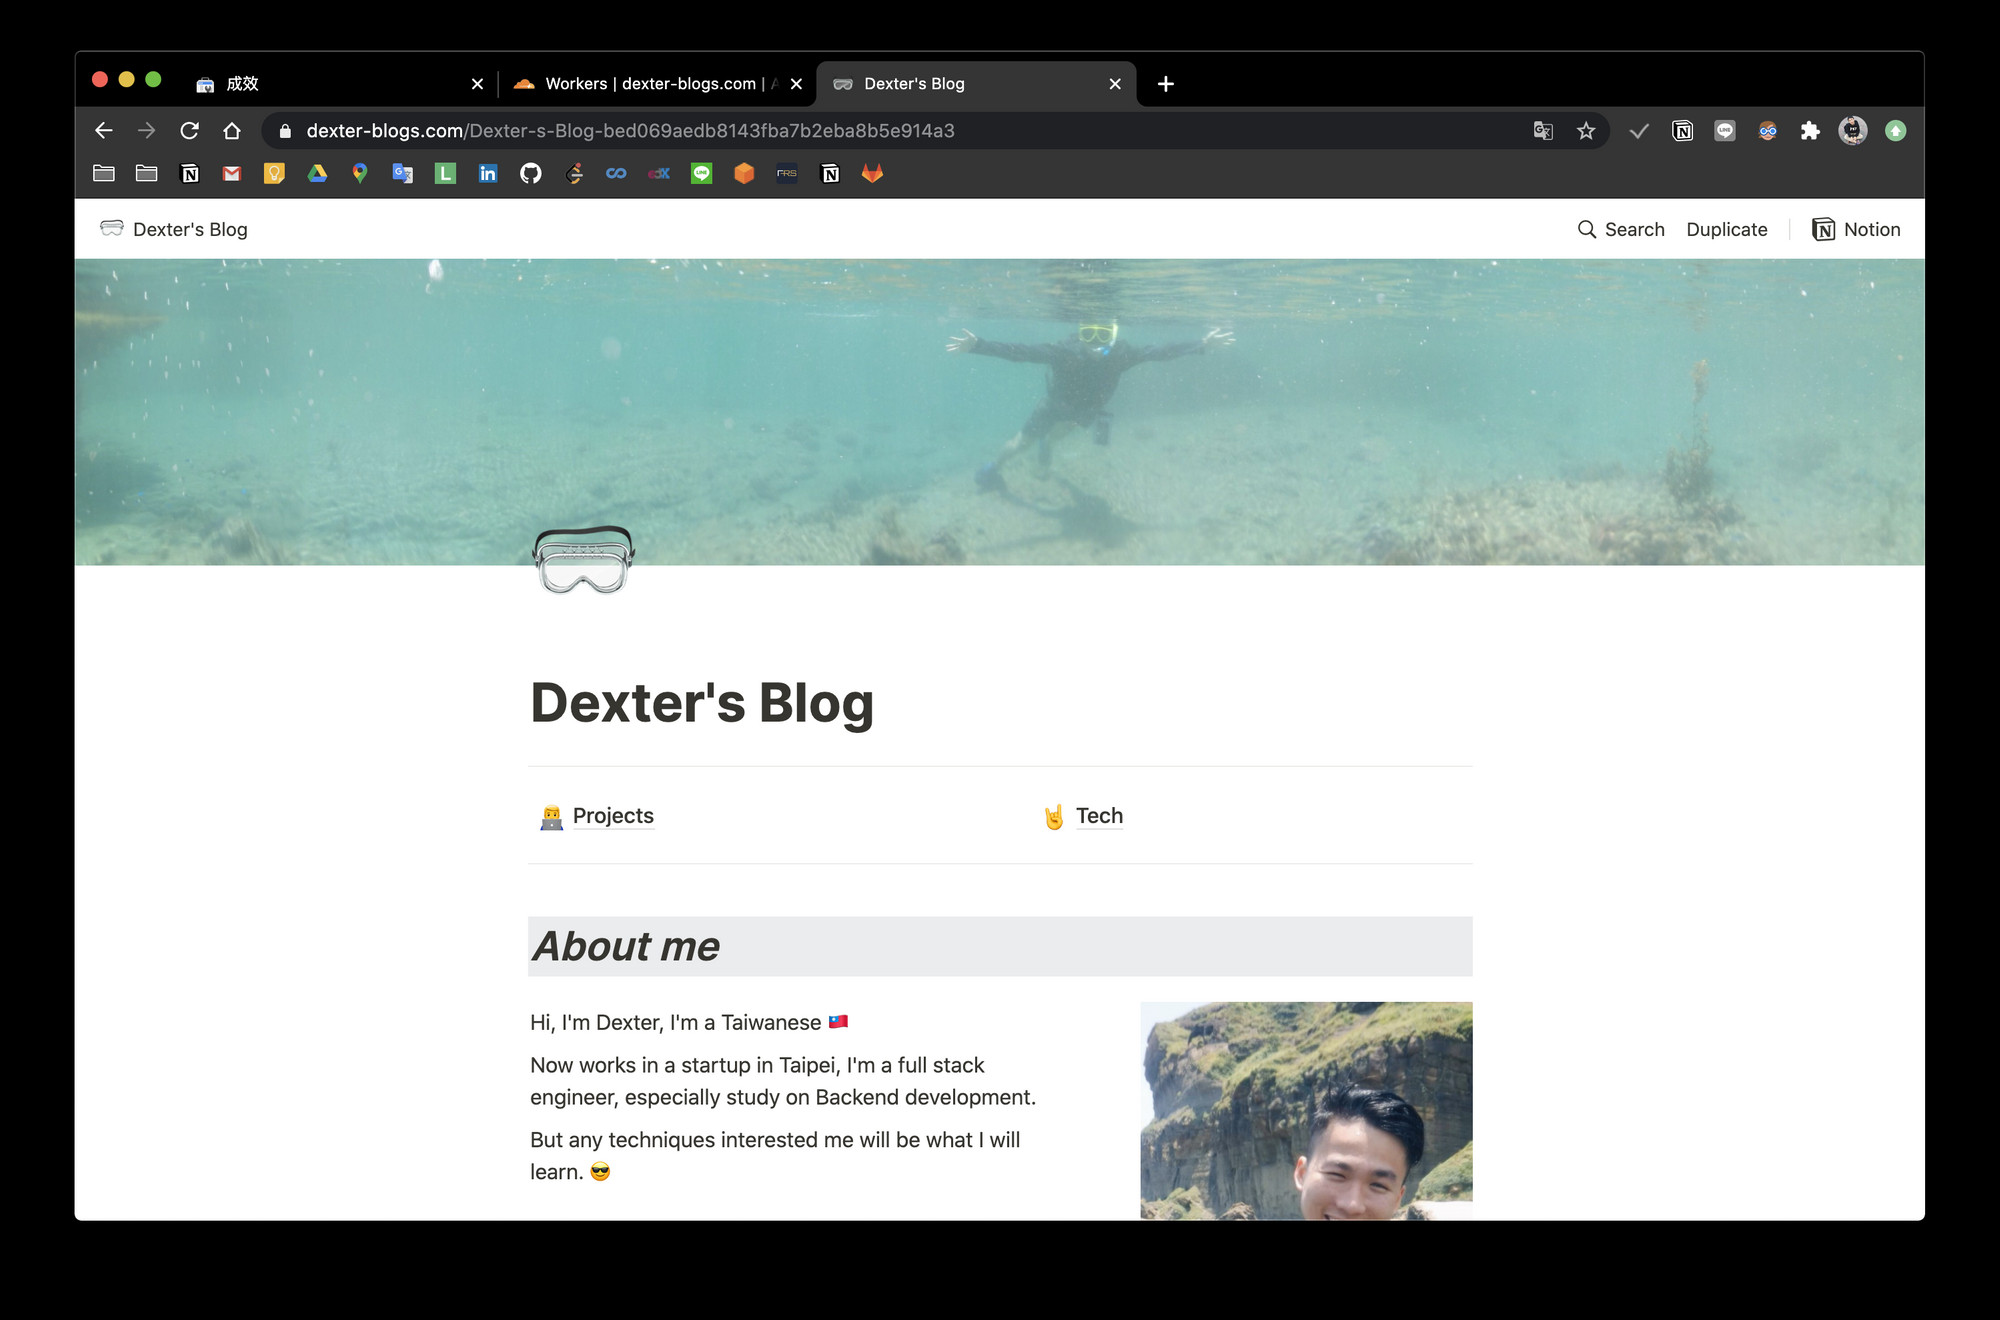 成效
Workers | dexter-blogs.com |
Dexter's Blog
dexter-blogs.com/Dexter-s-Blog-bed069aedb8143fba7b2eba8b5e914a3
Dexter's Blog
Search
Duplicate
Notion
Dexter's Blog
Projects
Tech
About me
Hi, I'm Dexter, I'm a Taiwanese 🇹🇼
Now works in a startup in Taipei, I'm a full stack
engineer, especially study on Backend development.
But any techniques interested me will be what I will
learn. 😎